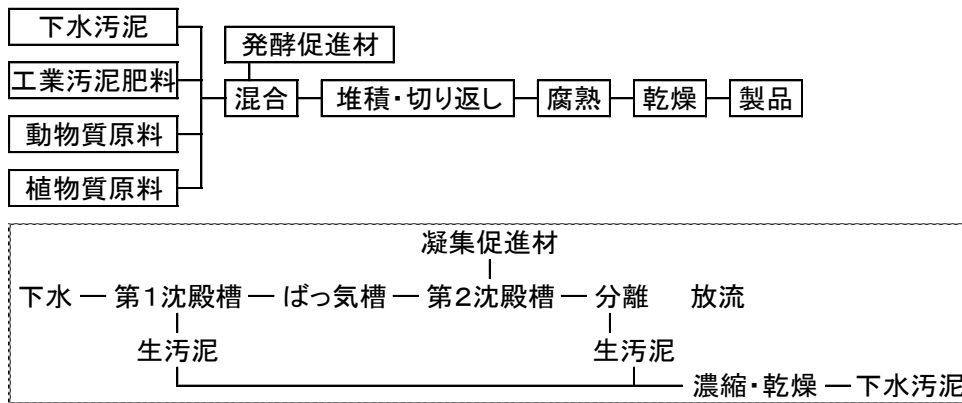 下水汚泥
工業汚泥肥料
動物質原料
植物質原料
発酵促進材
混合
堆積・切り返し
腐熟
乾燥
製品
凝集促進材
下水
第1沈殿槽
ばっ気槽
第2沈殿槽
分離
放流
生汚泥
生汚泥
濃縮・乾燥
下水汚泥